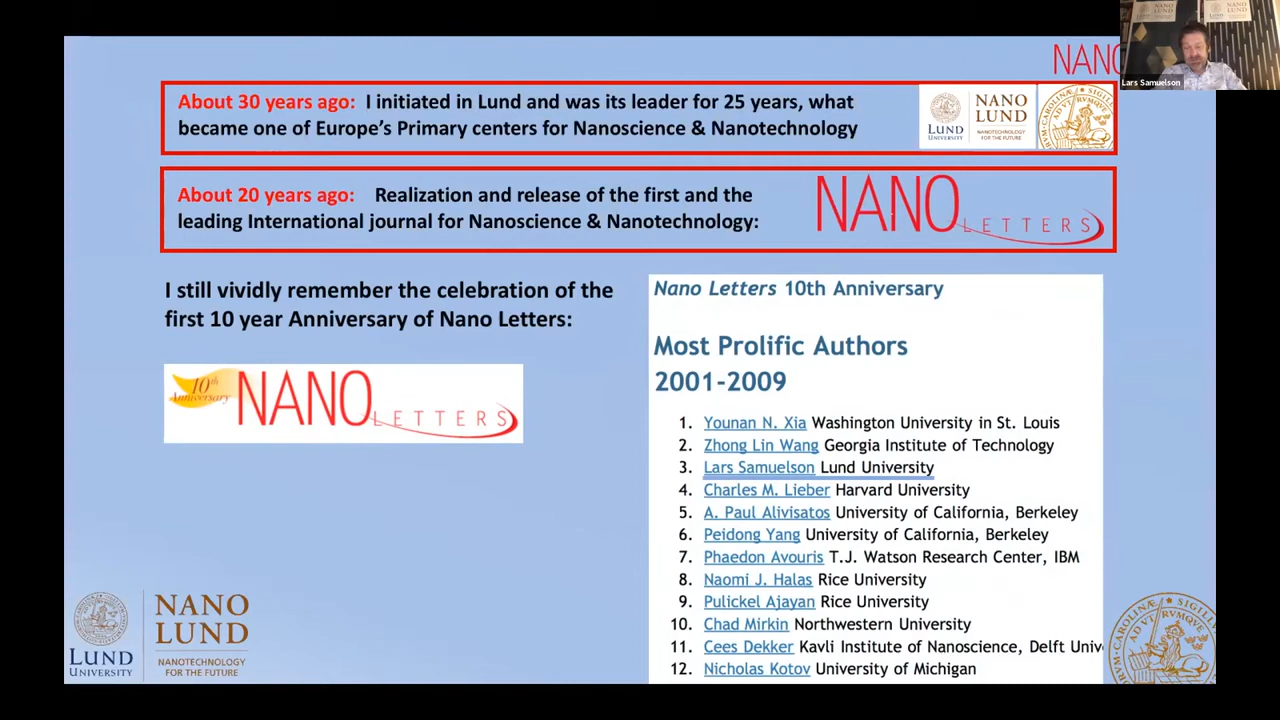 NANO
Lars Samuelson
About 30 years ago: I initiated in Lund and was its leader for 25 years, what
became one of Europe’s Primary centers for Nanoscience & Nanotechnology
LUND
UNIVERSITY
NANO
LUND
NANOTECHNOLOGY
FOR THE FUTURE
About 20 years ago: Realization and release of the first and the
leading International journal for Nanoscience & Nanotechnology:
NANO LETTERS
I still vividly remember the celebration of the
first 10 year Anniversary of Nano Letters:
10th
Anniversary
NANO LETTERS
Nano Letters 10th Anniversary
Most Prolific Authors
2001-2009
1. Younan N. Xia Washington University in St. Louis
2. Zhong Lin Wang Georgia Institute of Technology
3. Lars Samuelson Lund University
4. Charles M. Lieber Harvard University
5. A. Paul Alivisatos University of California, Berkeley
6. Peidong Yang University of California, Berkeley
7. Phaedon Avouris T.J. Watson Research Center, IBM
8. Naomi J. Halas Rice University
9. Pulickel Ajayan Rice University
10. Chad Mirkin Northwestern University
11. Cees Dekker Kavli Institute of Nanoscience, Delft Univ
12. Nicholas Kotov University of Michigan
LUND
UNIVERSITY
NANO
LUND
NANOTECHNOLOGY
FOR THE FUTURE